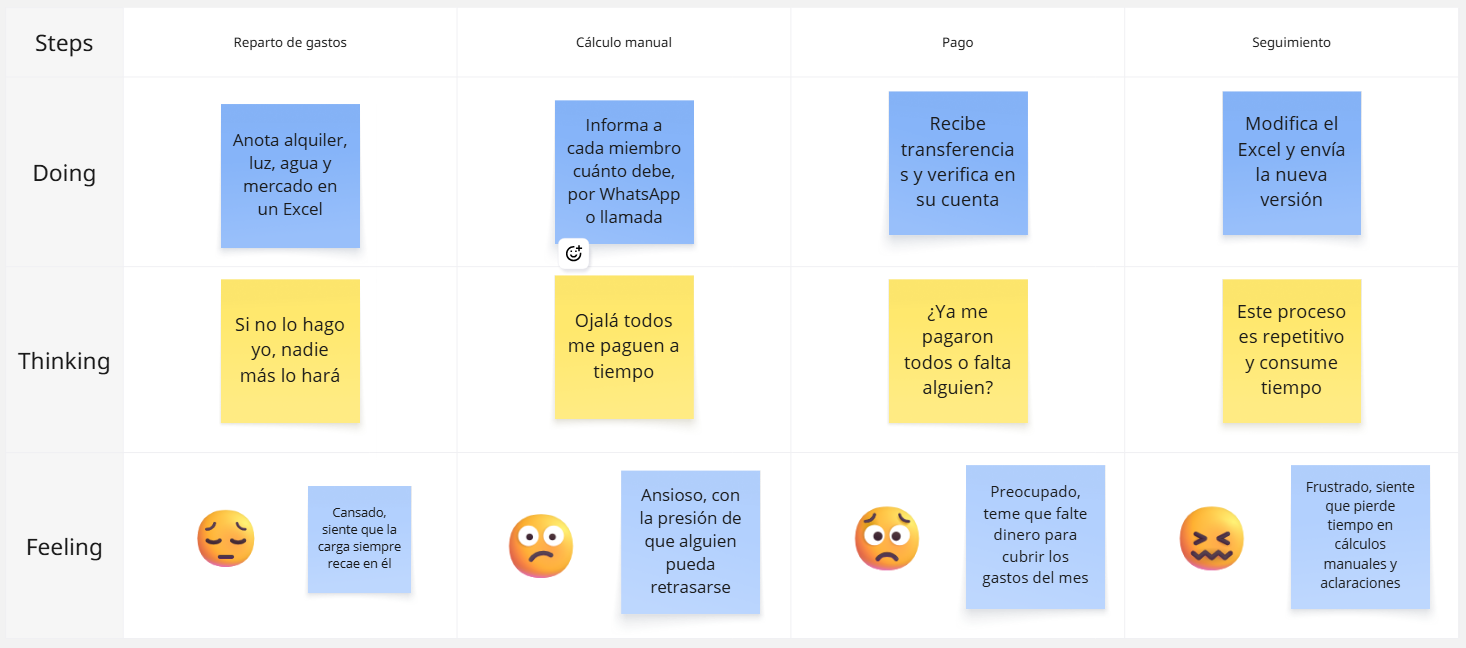 Steps
Reparto de gastos
Cálculo manual
Pago
Seguimiento
Doing
Anota alquiler,
luz, agua y
mercado en
un Excel
Informa a
cada miembro
cuánto debe,
por WhatsApp
o llamada
Recibe
transferencia
s y verifica en
su cuenta
Modifica el
Excel y envía
la nueva
versión
Thinking
Si no lo hago
yo, nadie
más lo hará
Ojalá todos
me paguen a
tiempo
¿Ya me
pagaron
todos o falta
alguien?
Este proceso
es repetitivo
y consume
tiempo
Feeling
Cansado,
siente que la
carga siempre
recae en él
Ansioso, con
la presión de
que alguien
pueda
retrasarse
Preocupado,
teme que falte
dinero para
cubrir los
gastos del mes
Frustrado, siente
que pierde
tiempo en
cálculos
manuales y
aclaraciones